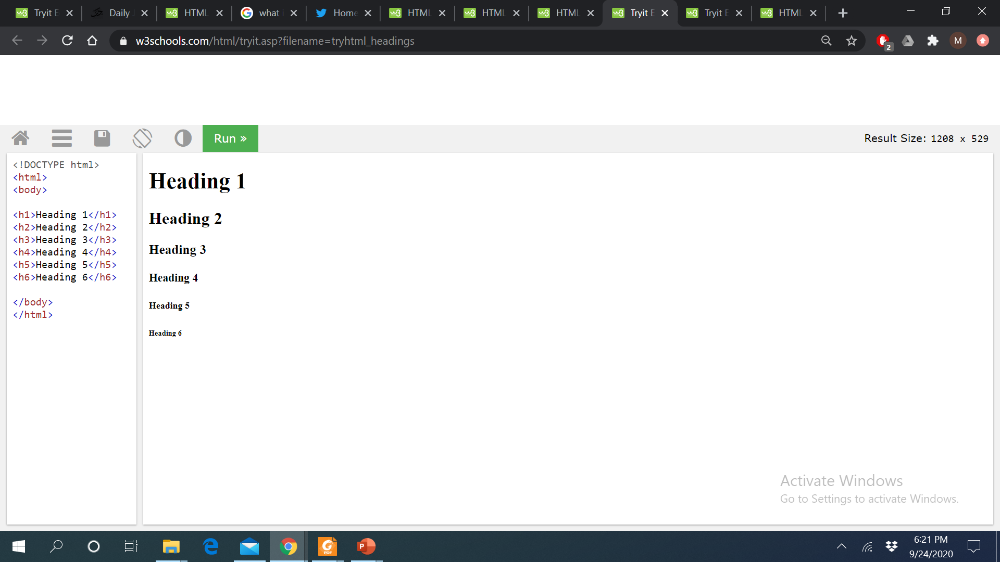 Tryit E
Daily J
HTML
what i
Home
HTML
HTML
HTML
Tryit E
Tryit E
HTML
w3schools.com/html/tryit.asp?filename=tryhtml_headings
2
M
Run »
Result Size: 1208 x 529
<!DOCTYPE html>
<html>
<body>
<h1>Heading 1</h1>
<h2>Heading 2</h2>
<h3>Heading 3</h3>
<h4>Heading 4</h4>
<h5>Heading 5</h5>
<h6>Heading 6</h6>
</body>
</html>
Heading 1
Heading 2
Heading 3
Heading 4
Heading 5
Heading 6
Activate Windows
Go to Settings to activate Windows.
PDF
P
6:21 PM
9/24/2020